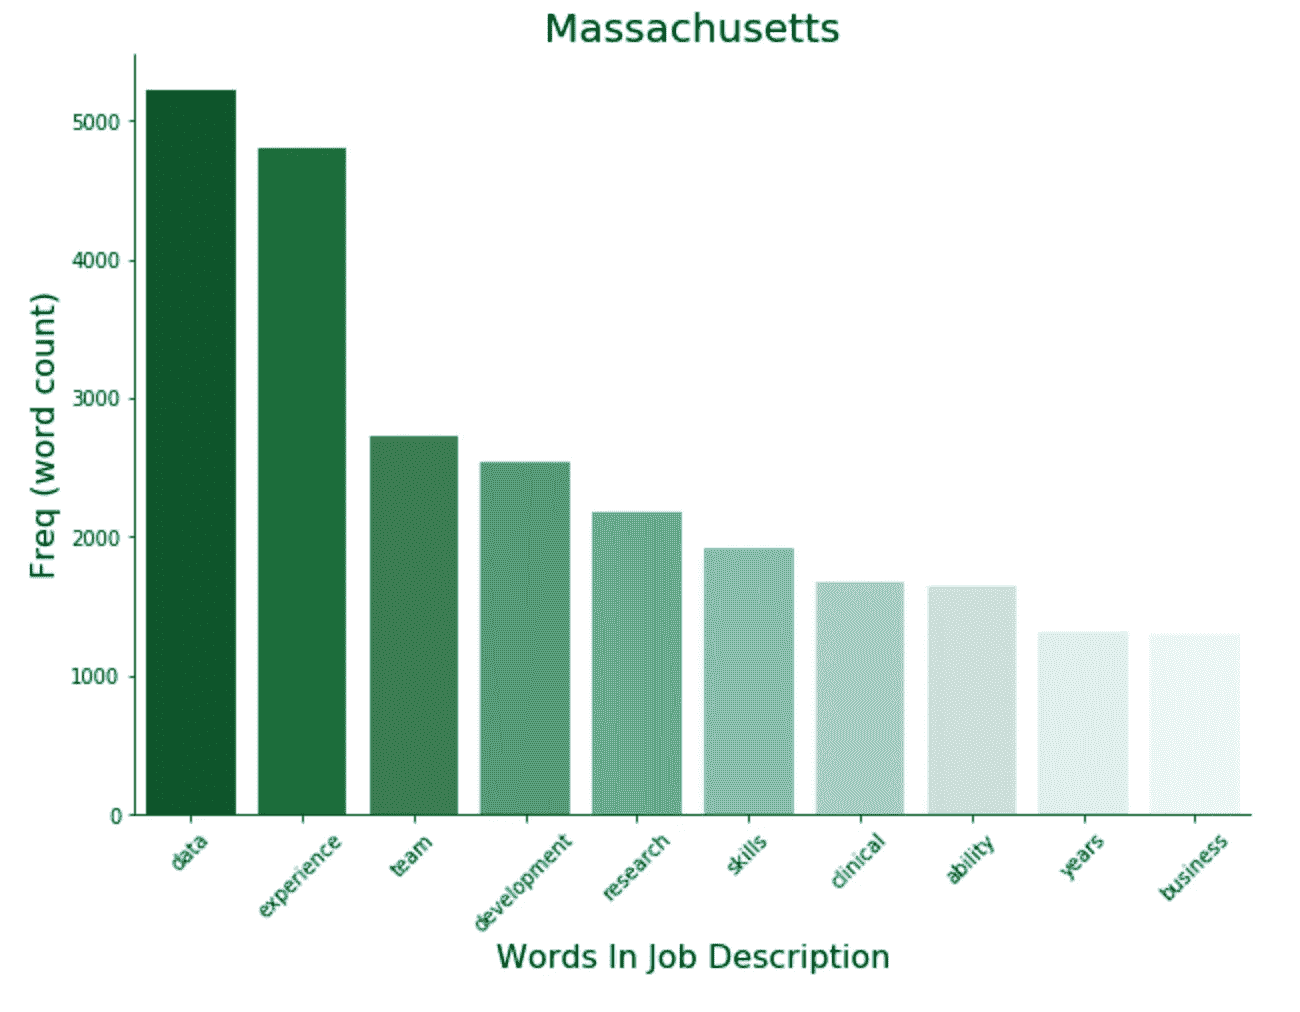 Massachusetts
5000
4000
3000
2000
1000
0
Freq (word count)
data
experience
team
development
research
skills
clinical
ability
years
business
Words In Job Description